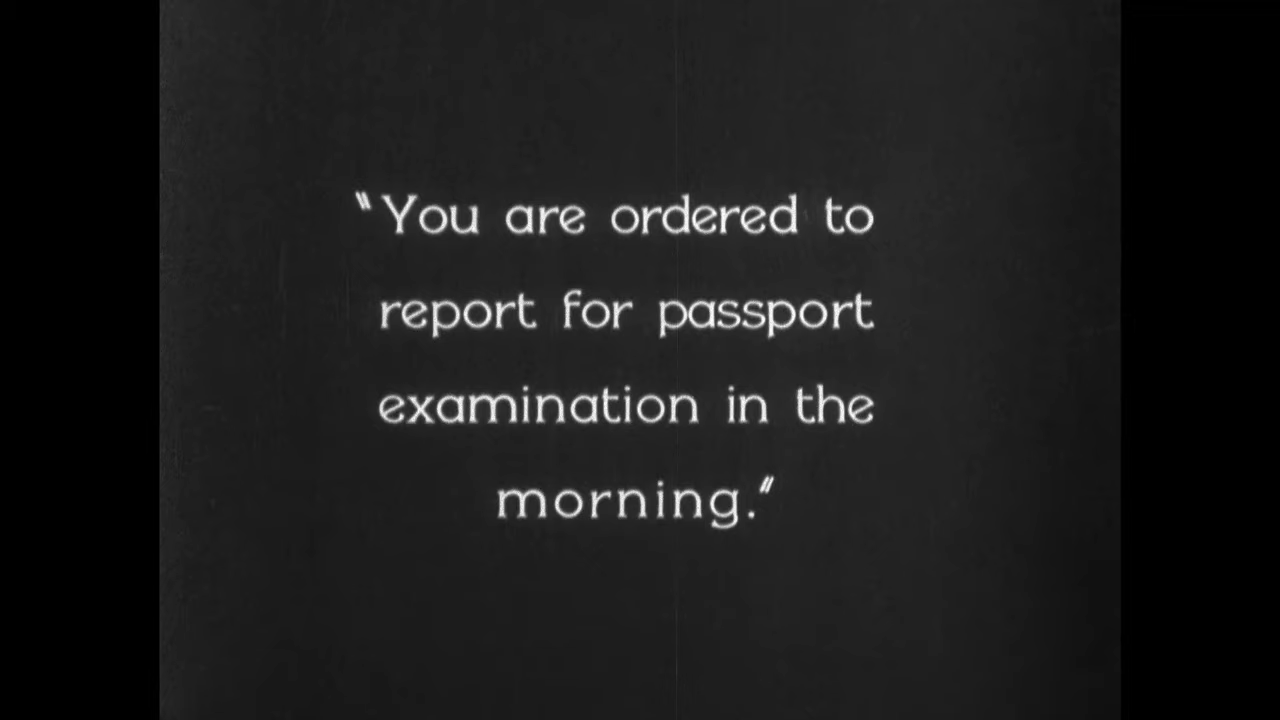 "You are ordered to
report for passport
examination in the
morning."